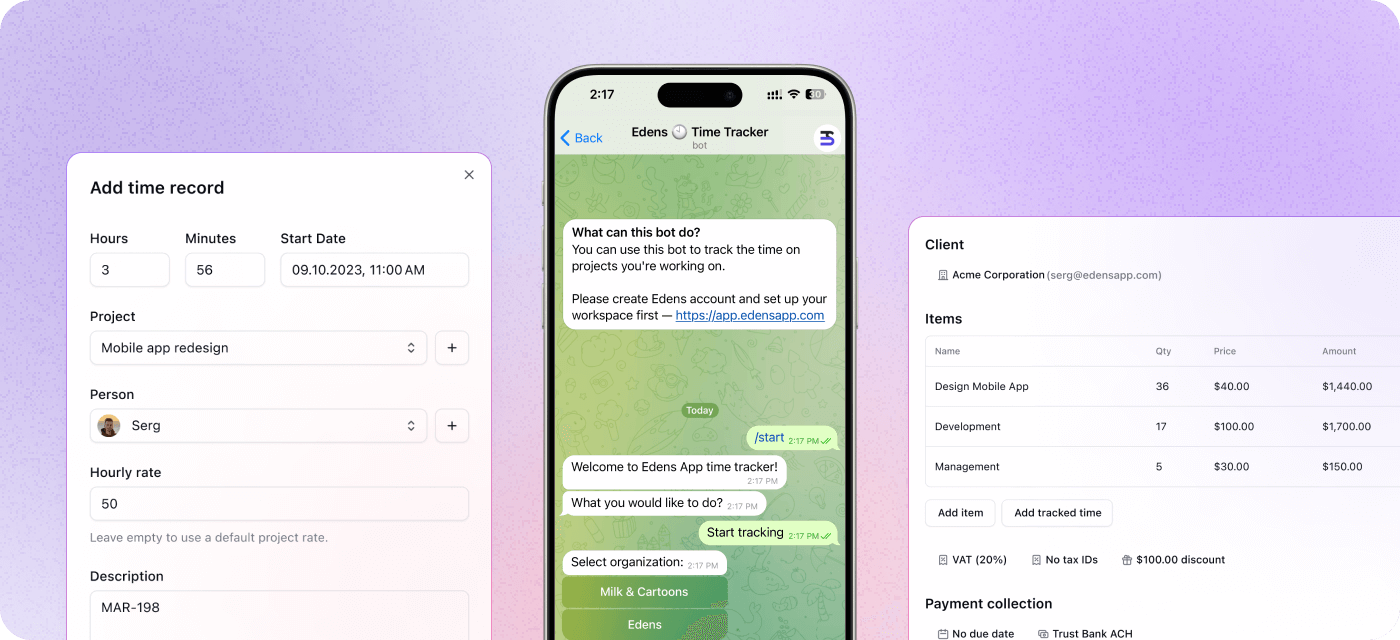 Add time record
Hours Minutes Start Date
3 56 09.10.2023, 11:00 AM
Project
Mobile app redesign
+
Person
Serg
+
Hourly rate
50
Leave empty to use a default project rate.
Description
MAR-198
2:17
30
Back
Edens 🕘 Time Tracker
bot
What can this bot do?
You can use this bot to track the time on
projects you're working on.
Please create Edens account and set up your
workspace first — https://app.edensapp.com
Today
/start 2:17 PM
Welcome to Edens App time tracker!
2:17 PM
What you would like to do? 2:17 PM
Start tracking 2:17 PM
Select organization: 2:17 PM
Milk & Cartoons
Edens
Client
Acme Corporation (serg@edensapp.com)
Items
Name Qty Price Amount
Design Mobile App 36 $40.00 $1,440.00
Development 17 $100.00 $1,700.00
Management 5 $30.00 $150.00
Add item Add tracked time
VAT (20%) No tax IDs $100.00 discount
Payment collection
No due date Trust Bank ACH